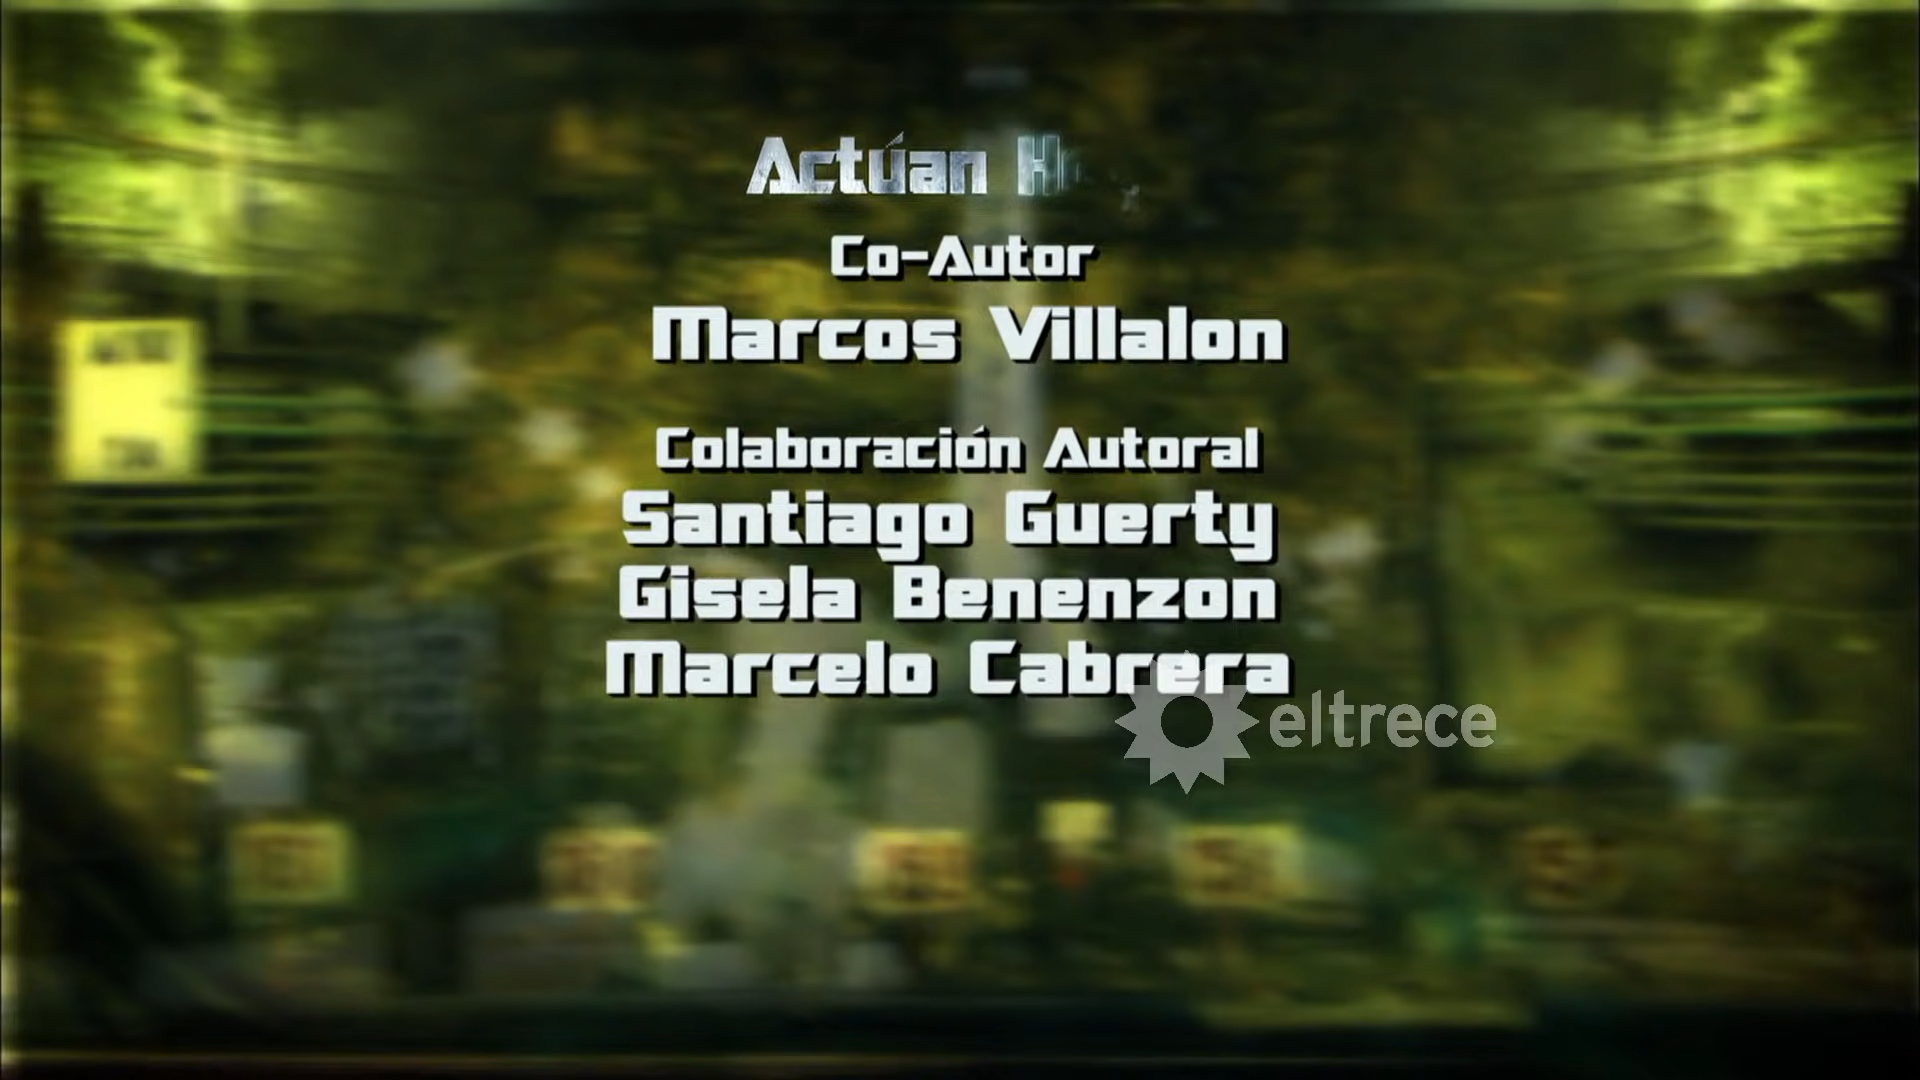 Actúan
Co-Autor
Marcos Villalon
Colaboración Autoral
Santiago Guerty
Gisela Benenzon
Marcelo Cabrera
eltrece